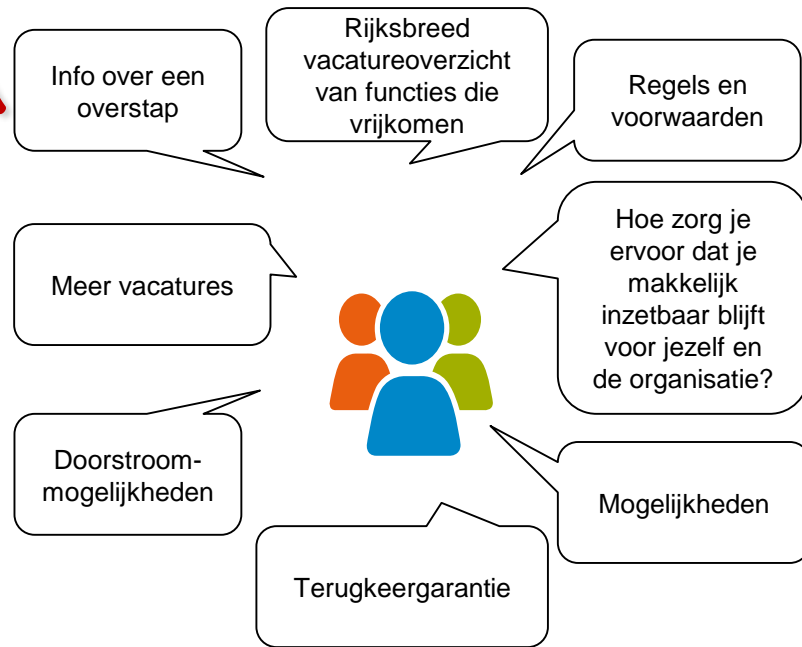 Info over een
overstap
Rijksbreed
vacatureoverzicht
van functies die
vrijkomen
Regels en
voorwaarden
Meer vacatures
Hoe zorg je
ervoor dat je
makkelijk
inzetbaar blijft
voor jezelf en
de organisatie?
Doorstroom-
mogelijkheden
Mogelijkheden
Terugkeergarantie